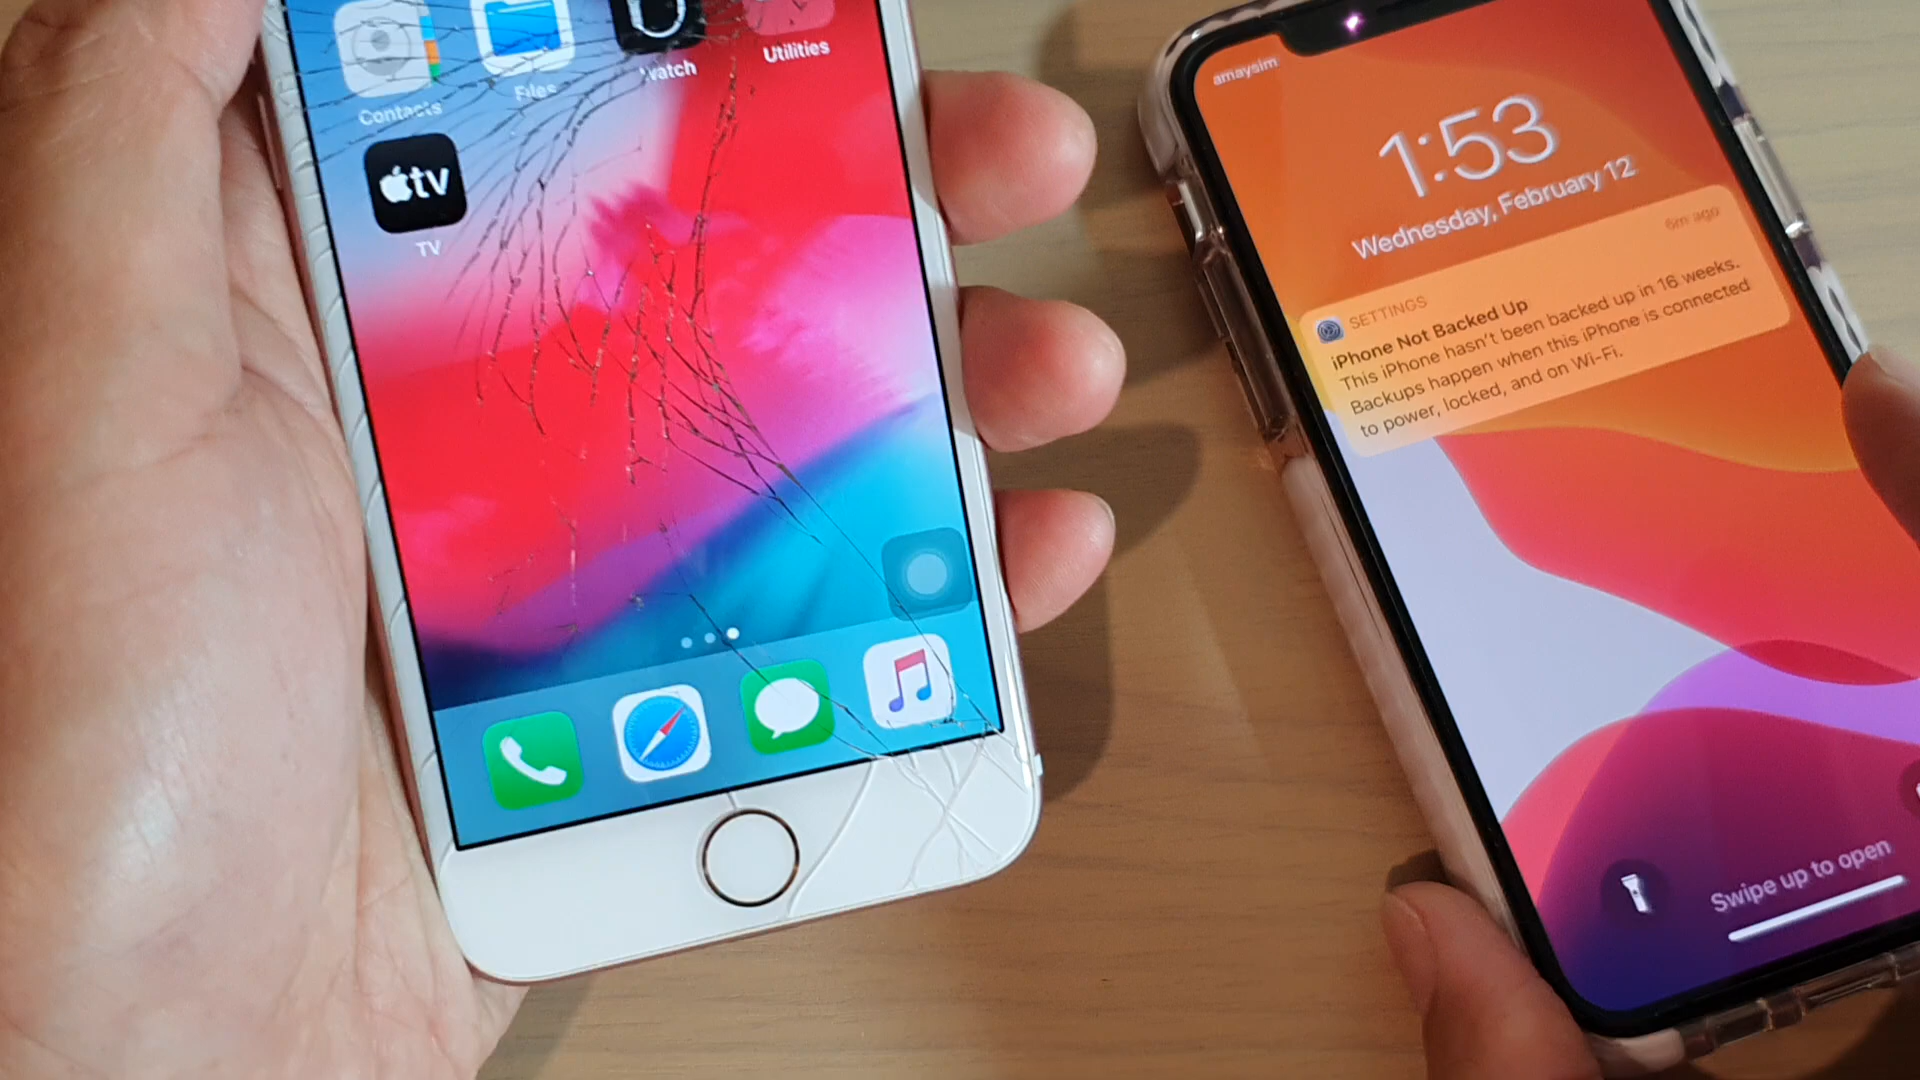 Contacts
Files
Watch
Utilities
tv
TV
amaysim
1:53
Wednesday, February 12
SETTINGS
6m ago
iPhone Not Backed Up
This iPhone hasn't been backed up in 16 weeks.
Backups happen when this iPhone is connected
to power, locked, and on Wi-Fi.
Swipe up to open